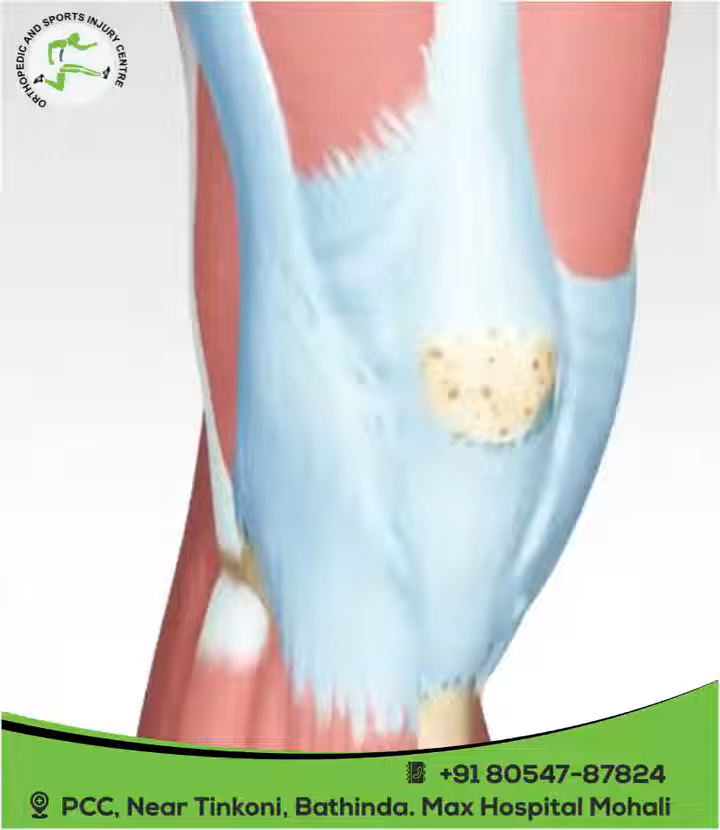 ORTHOPEDIC AND SPORTS INJURY CENTRE
+91 80547-87824
PCC, Near Tinkoni, Bathinda. Max Hospital Mohali